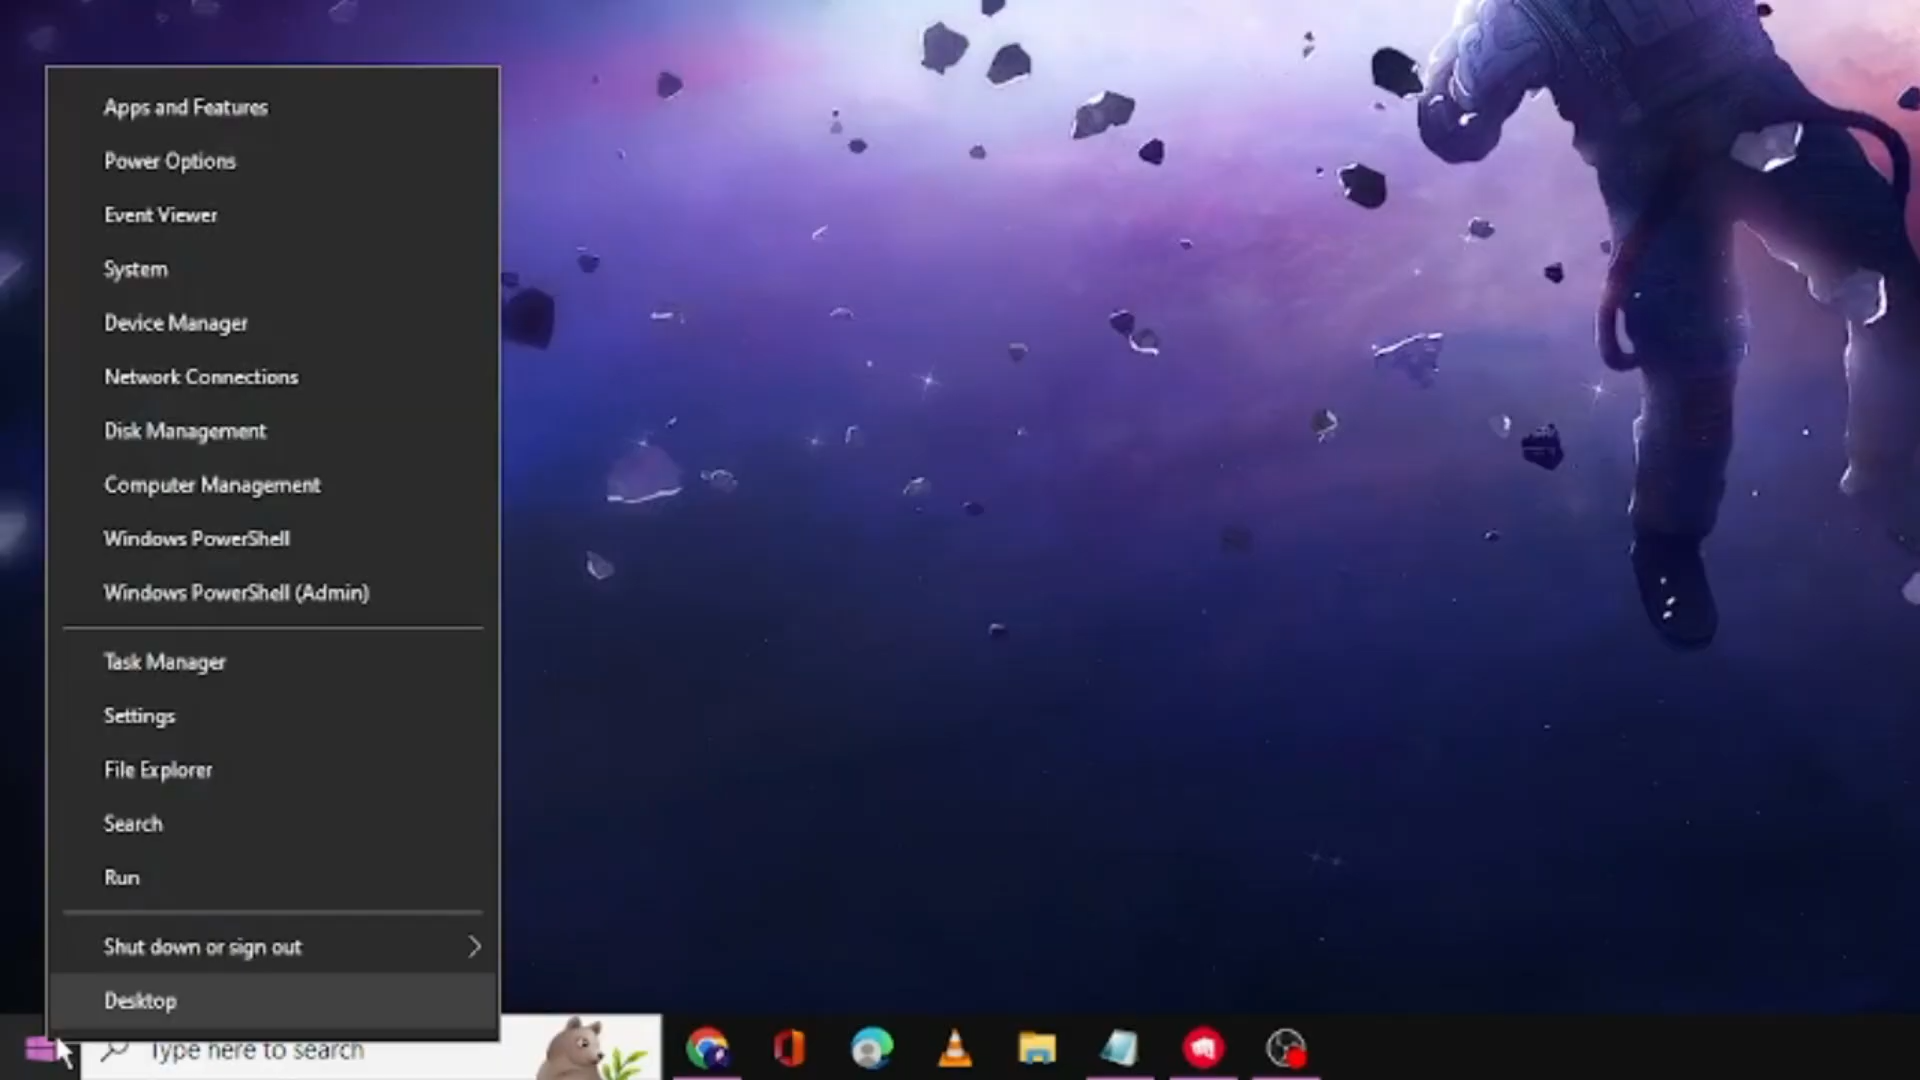 Apps and Features
Power Options
Event Viewer
System
Device Manager
Network Connections
Disk Management
Computer Management
Windows PowerShell
Windows PowerShell (Admin)
Task Manager
Settings
File Explorer
Search
Run
Shut down or sign out
Desktop
Type here to search